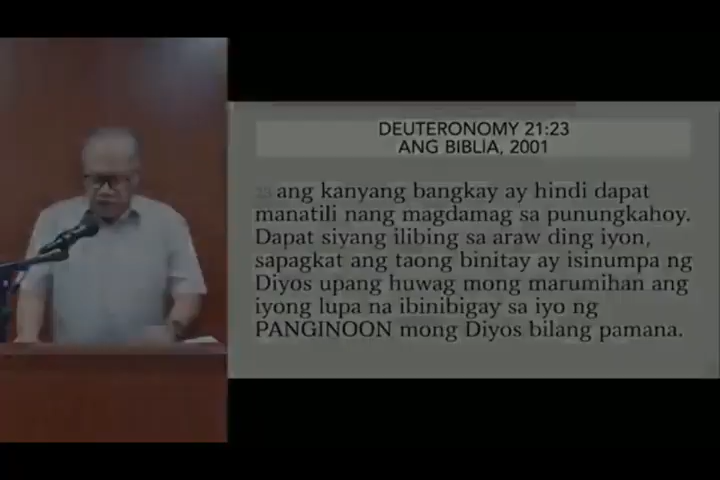 DEUTERONOMY 21:23
ANG BIBLIA, 2001
23 ang kanyang bangkay ay hindi dapat
manatili nang magdamag sa punungkahoy.
Dapat siyang ilibing sa araw ding iyon,
sapagkat ang taong binitay ay isinumpa ng
Diyos upang huwag mong marumihan ang
iyong lupa na ibinibigay sa iyo ng
PANGINOON mong Diyos bilang pamana.